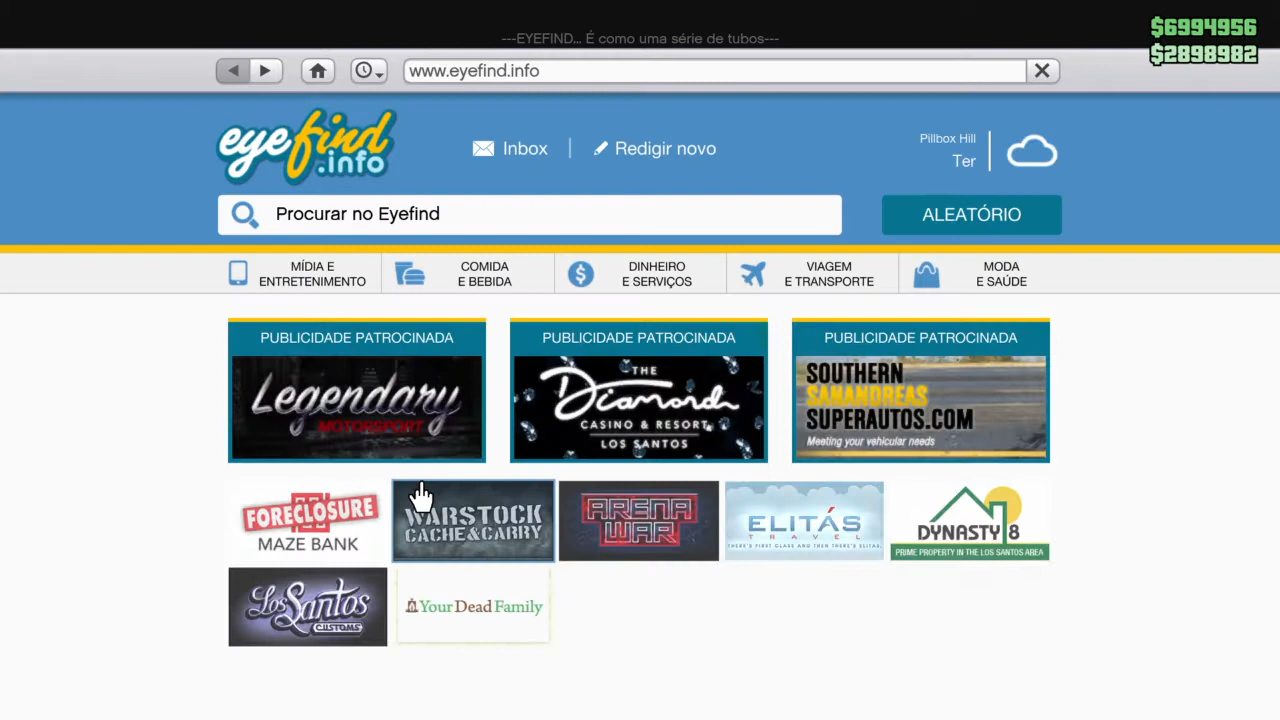 $6994956
---EYEFIND... É como uma série de tubos---
$2898982
www.eyefind.info
eyefind
.info
Inbox
Redigir novo
Pillbox Hill
Ter
Procurar no Eyefind
ALEATÓRIO
MÍDIA E
ENTRETENIMENTO
COMIDA
E BEBIDA
DINHEIRO
E SERVIÇOS
VIAGEM
E TRANSPORTE
MODA
E SAÚDE
PUBLICIDADE PATROCINADA
Legendary
MOTORSPORT
PUBLICIDADE PATROCINADA
THE
Diamond
CASINO & RESORT
LOS SANTOS
PUBLICIDADE PATROCINADA
SOUTHERN
SANANDREAS
SUPERAUTOS.COM
Meeting your vehicular needs
FORECLOSURE
MAZE BANK
WARSTOCK
CACHE&CARRY
ARENA
WAR
ELITÁS
TRAVEL
THERE'S FIRST CLASS AND THEN THERE'S ELITÁS
DYNASTY 8
PRIME PROPERTY IN THE LOS SANTOS AREA
Los Santos
CUSTOMS
Your Dead Family